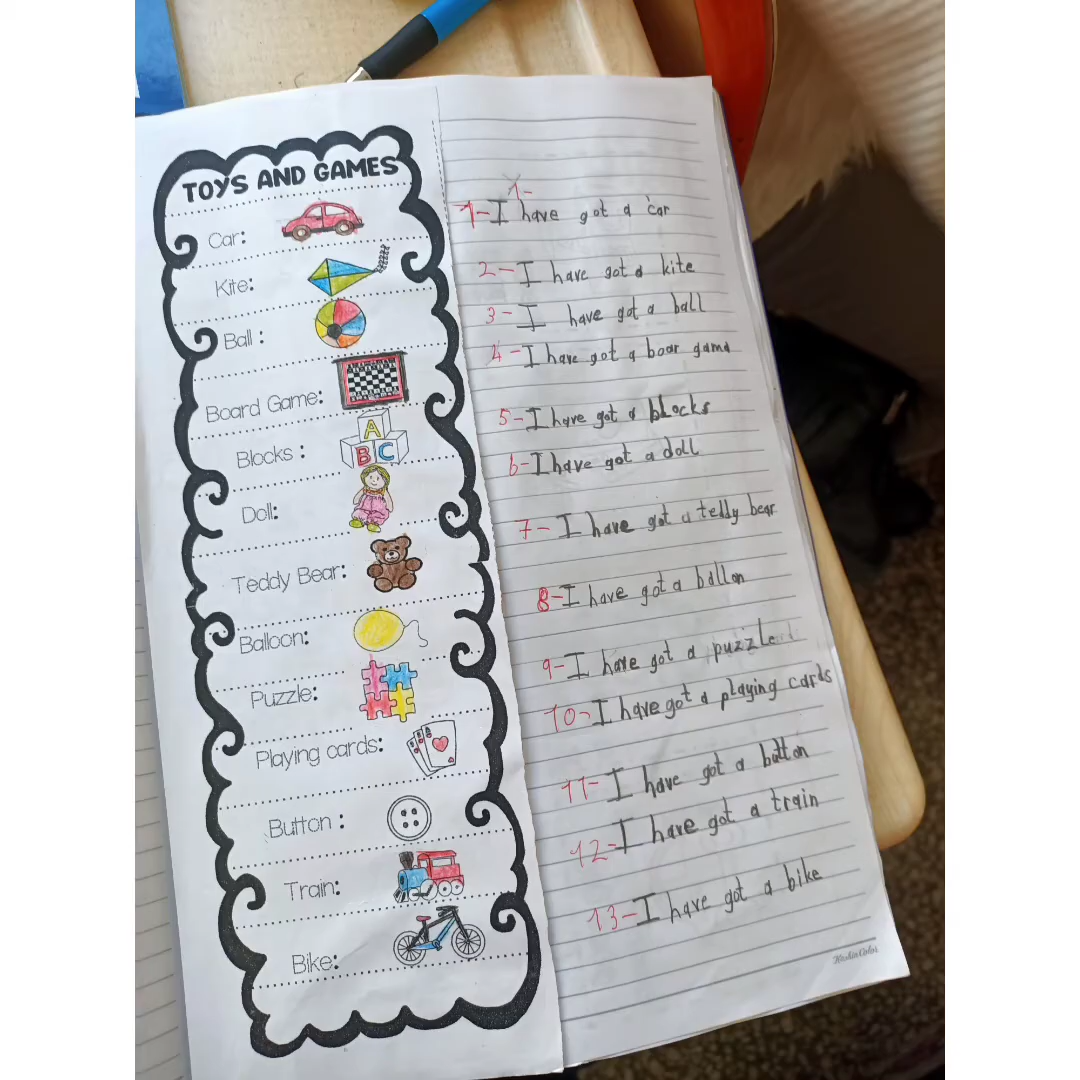 TOYS AND GAMES
Car:
Kite:
Ball :
Board Game:
Blocks :
Doll:
Teddy Bear:
Balloon:
Puzzle:
Playing cards:
Button :
Train:
Bike:
1-
1-I have got a car
2-I have got a kite
3-I have got a ball
4-I have got a boar game
5-I have got a blocks
6-I have got a doll
7-I have got a teddy bear
8-I have got a ballon
9-I have got a puzzle
10-I have got a playing cards
11-I have got a button
12-I have got a train
13-I have got a bike